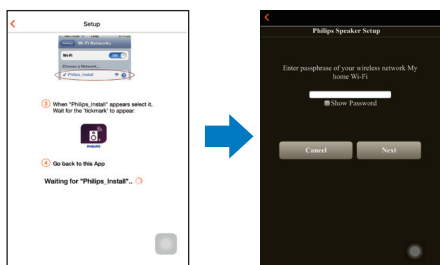 Setup
Settings Wi-Fi Networks
Wi-Fi
Choose a Network...
Philips_Install
3 When "Philips_Install" appears select it.
Wait for the 'tickmark' to appear.
PHILIPS
4 Go back to this App
Waiting for "Philips_Install"..
Philips Speaker Setup
Enter passphrase of your wireless network My
home Wi-Fi
Show Password
Cancel Next